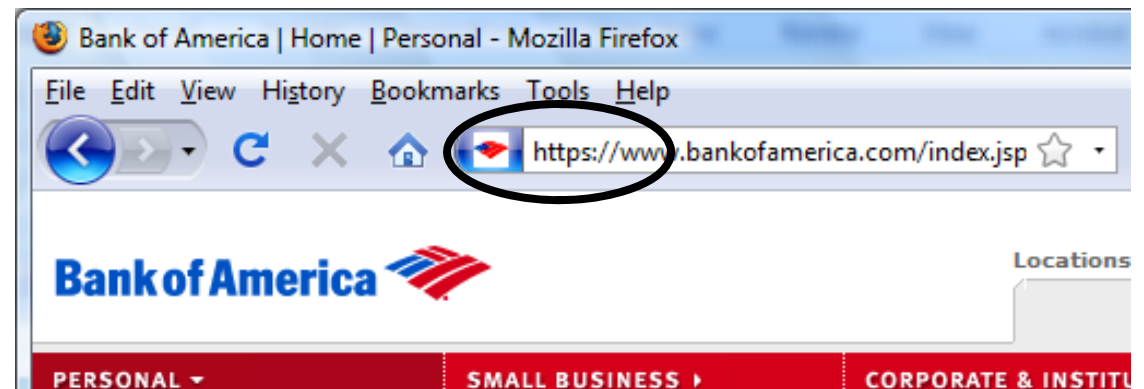 Bank of America | Home | Personal - Mozilla Firefox
File Edit View History Bookmarks Tools Help
https://www.bankofamerica.com/index.jsp
Bank of America
Locations
PERSONAL SMALL BUSINESS CORPORATE & INSTITU